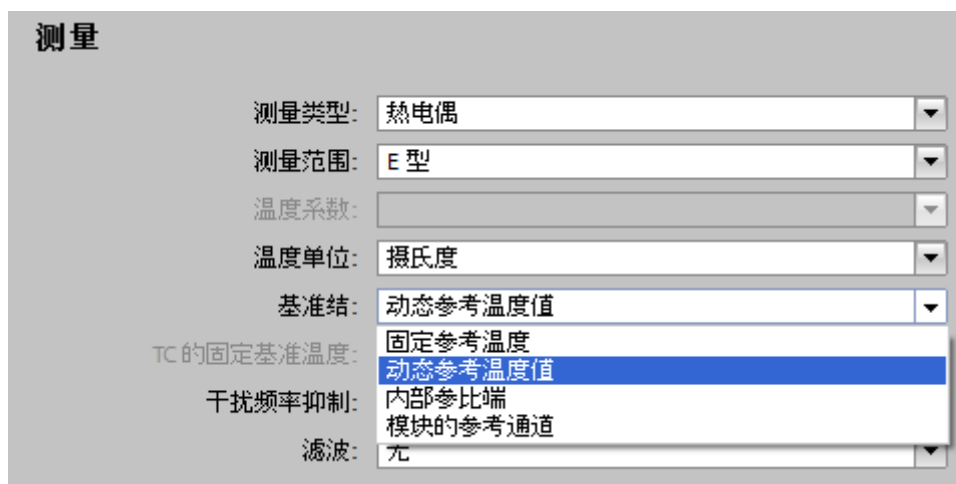 测量
测量类型: 热电偶
测量范围: E 型
温度系数:
温度单位: 摄氏度
基准结: 动态参考温度值
固定参考温度
TC 的固定基准温度:
动态参考温度值
干扰频率抑制: 内部参比端
模块的参考通道
滤波: 无